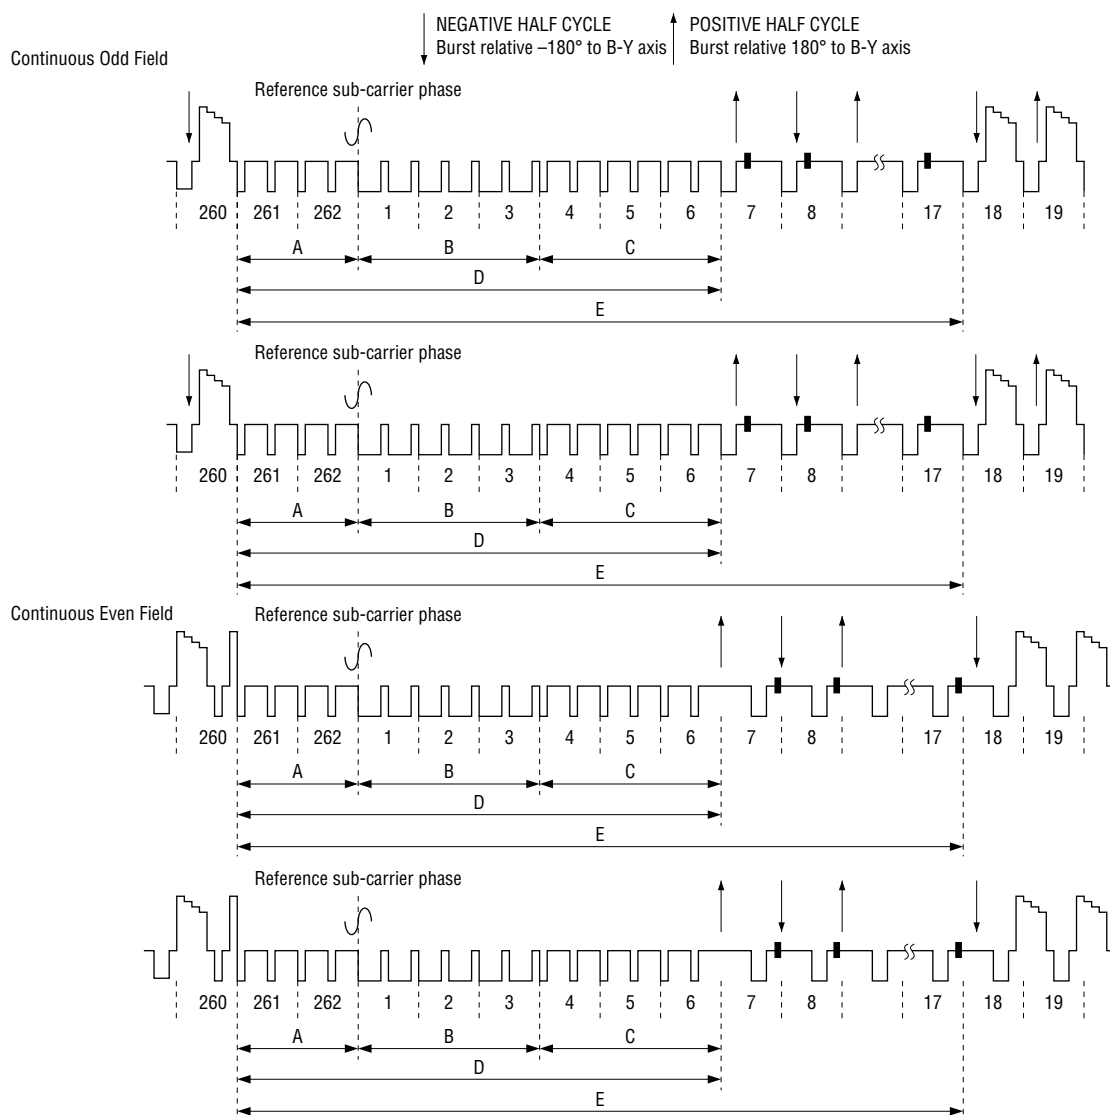 NEGATIVE HALF CYCLE
Burst relative –180° to B-Y axis
POSITIVE HALF CYCLE
Burst relative 180° to B-Y axis
Continuous Odd Field
Reference sub-carrier phase
260 261 262 1 2 3 4 5 6 7 8 17 18 19
A B C
D
E
Reference sub-carrier phase
260 261 262 1 2 3 4 5 6 7 8 17 18 19
A B C
D
E
Continuous Even Field
Reference sub-carrier phase
260 261 262 1 2 3 4 5 6 7 8 17 18 19
A B C
D
E
Reference sub-carrier phase
260 261 262 1 2 3 4 5 6 7 8 17 18 19
A B C
D
E